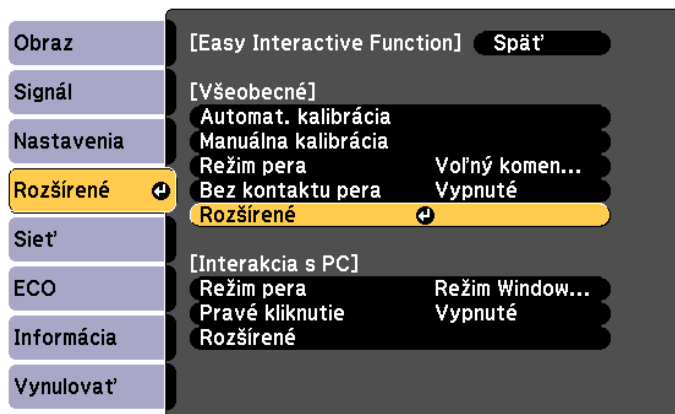 Obraz
Signál
Nastavenia
Rozšírené
Sieť
ECO
Informácia
Vynulovať
[Easy Interactive Function] Späť
[Všeobecné]
Automat. kalibrácia
Manuálna kalibrácia
Režim pera Voľný komen...
Bez kontaktu pera Vypnuté
Rozšírené
[Interakcia s PC]
Režim pera Režim Window...
Pravé kliknutie Vypnuté
Rozšírené